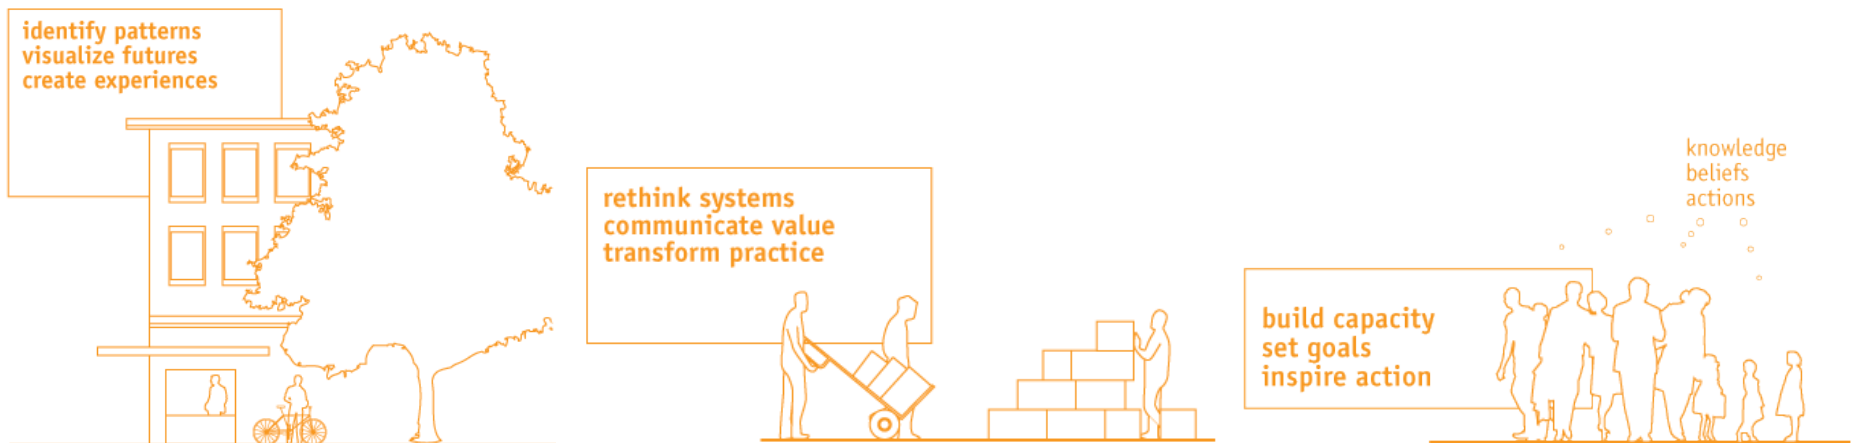 identify patterns
visualize futures
create experiences
rethink systems
communicate value
transform practice
knowledge
beliefs
actions
build capacity
set goals
inspire action